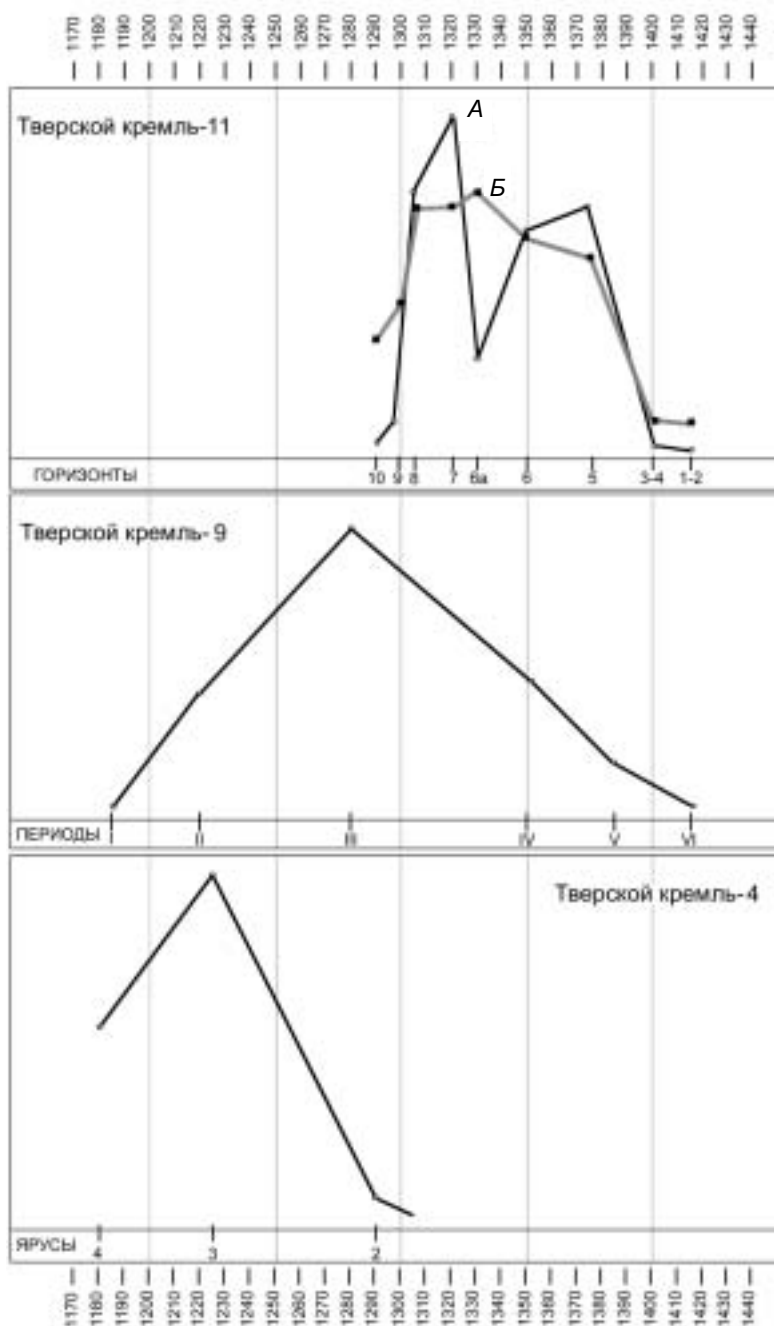 1170 1180 1190 1200 1210 1220 1230 1240 1250 1260 1270 1280 1290 1300 1310 1320 1330 1340 1350 1360 1370 1380 1390 1400 1410 1420 1430 1440
Тверской кремль-11
А
Б
ГОРИЗОНТЫ 10 9 8 7 6а 6 5 3-4 1-2
Тверской кремль-9
ПЕРИОДЫ I II III IV V VI
Тверской кремль-4
ЯРУСЫ 4 3 2
1170 1180 1190 1200 1210 1220 1230 1240 1250 1260 1270 1280 1290 1300 1310 1320 1330 1340 1350 1360 1370 1380 1390 1400 1410 1420 1430 1440